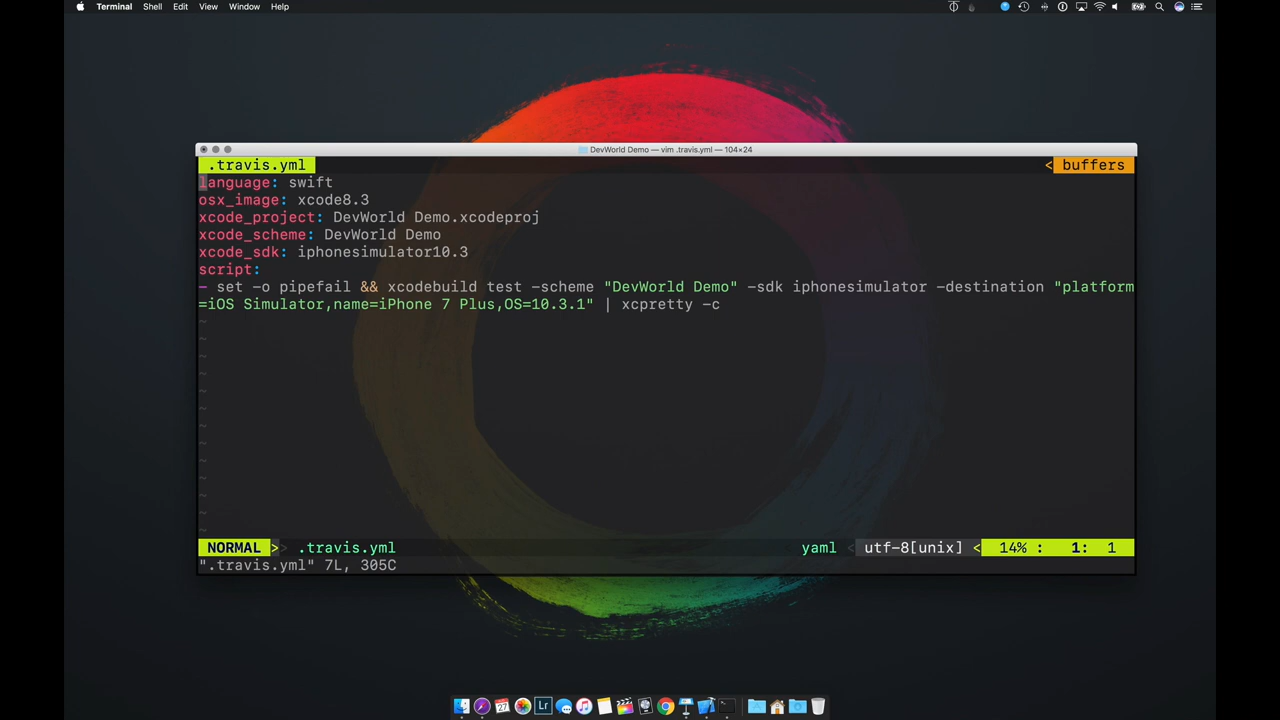 Terminal Shell Edit View Window Help
DevWorld Demo — vim .travis.yml — 104×24
.travis.yml < buffers
language: swift
osx_image: xcode8.3
xcode_project: DevWorld Demo.xcodeproj
xcode_scheme: DevWorld Demo
xcode_sdk: iphonesimulator10.3
script:
- set -o pipefail && xcodebuild test -scheme "DevWorld Demo" -sdk iphonesimulator -destination "platform
=iOS Simulator,name=iPhone 7 Plus,OS=10.3.1" | xcpretty -c
~
~
~
~
~
~
~
~
~
~
~
~
~
NORMAL >> .travis.yml yaml < utf-8[unix] < 14% : 1: 1
".travis.yml" 7L, 305C
Lr